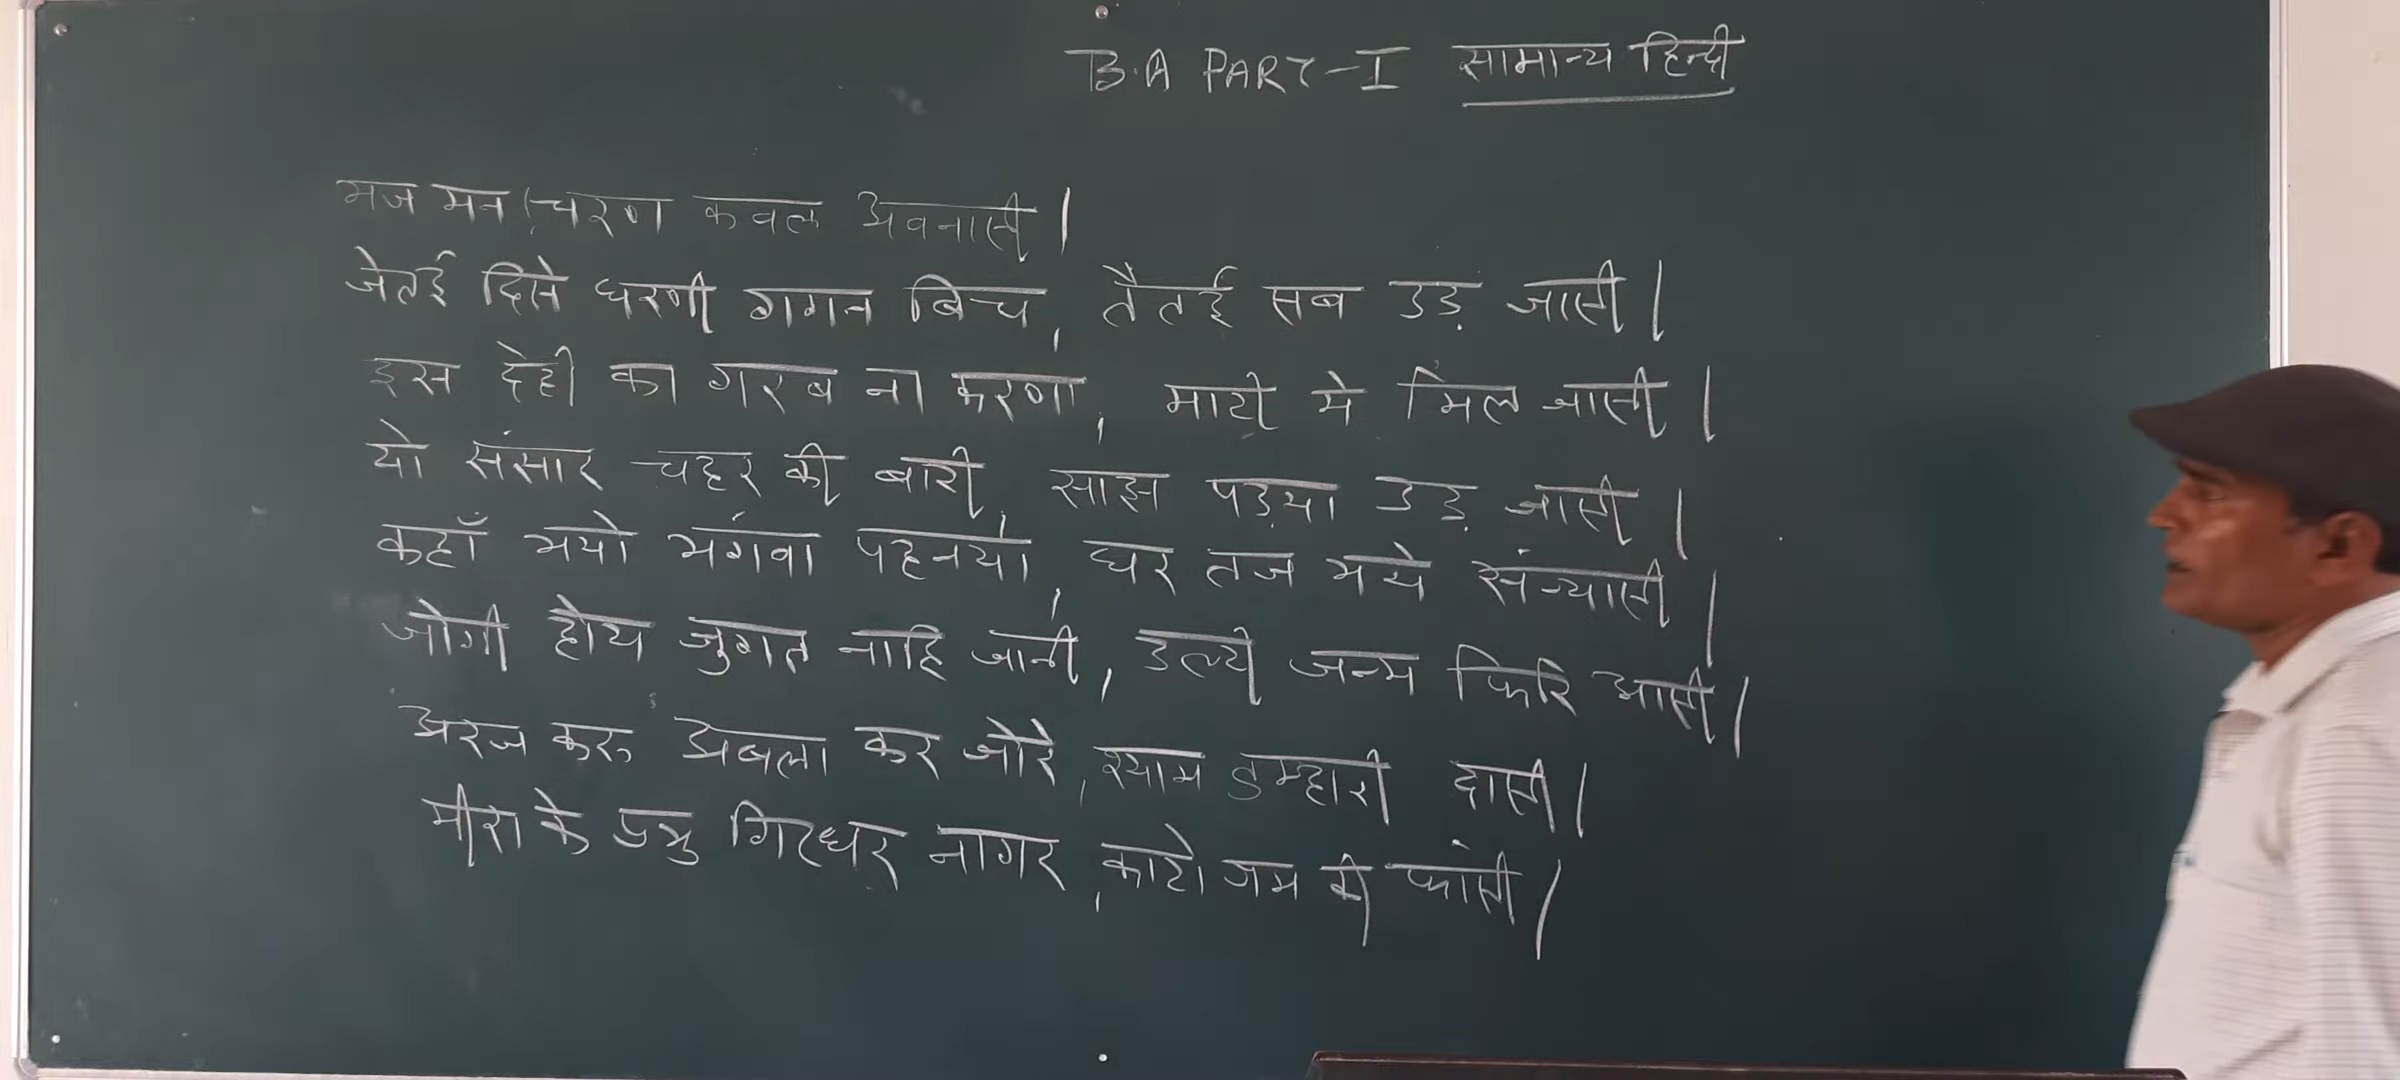 B.A PART-I सामान्य हिन्दी
भज मन चरण कवल अवनासी।
जेतई दिसे धरणी गगन बिच, तैतई सब उड़ जासी।
इस देही का गरब ना करणा, माटी मे मिल जासी।
यो संसार चहर की बारी, साझ पड़या उड़ जासी।
कहाँ भयो भगंवा पहनया, घर तज भये संन्यासी।
जोगी होय जुगत नाहि जानी, उल्टी जन्म फिरि आसी।
अरज करु अबला कर जोरै, श्याम तुम्हारी दासी।
मीरा के प्रभु गिरधर नागर, काटो जम की फांसी।